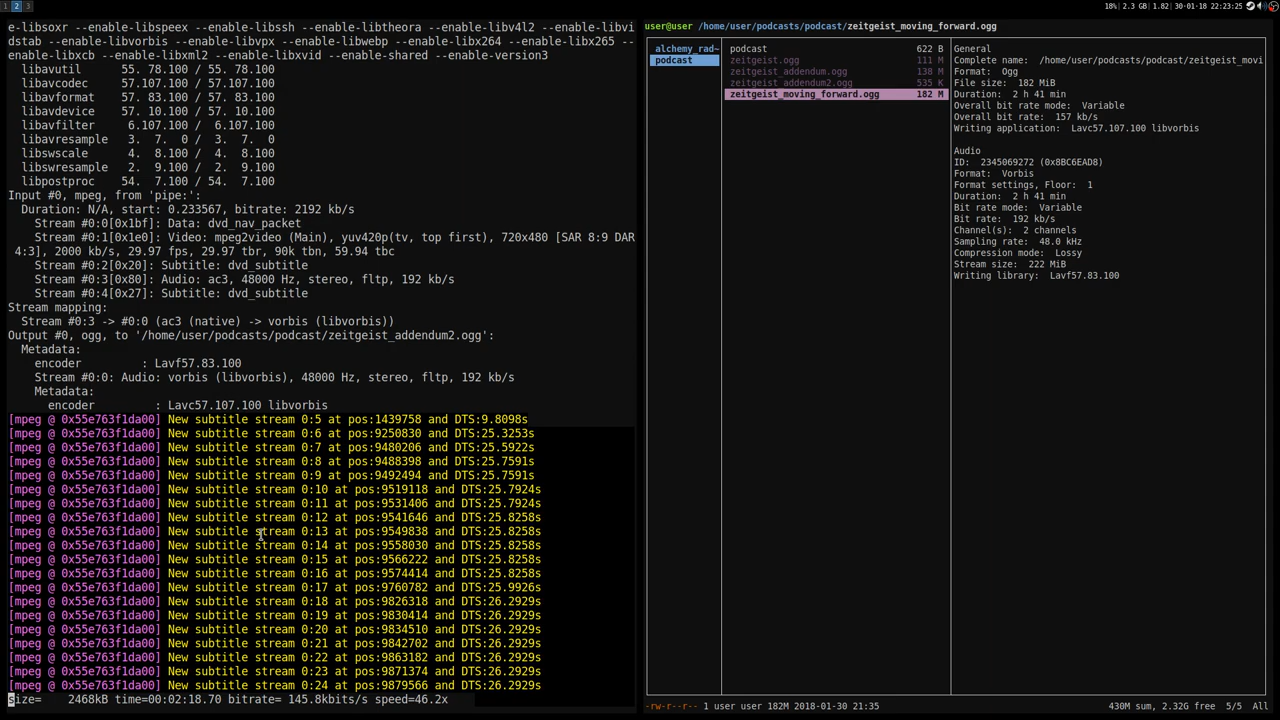 1 2 3
18% | 2.3 GB | 1.82 | 30-01-18 22:23:25
e-libsoxr --enable-libspeex --enable-libssh --enable-libtheora --enable-libv4l2 --enable-libvi
dstab --enable-libvorbis --enable-libvpx --enable-libwebp --enable-libx264 --enable-libx265 --
enable-libxcb --enable-libxml2 --enable-libxvid --enable-shared --enable-version3
libavutil      55. 78.100 / 55. 78.100
libavcodec     57.107.100 / 57.107.100
libavformat    57. 83.100 / 57. 83.100
libavdevice    57. 10.100 / 57. 10.100
libavfilter     6.107.100 /  6.107.100
libavresample   3.  7.  0 /  3.  7.  0
libswscale      4.  8.100 /  4.  8.100
libswresample   2.  9.100 /  2.  9.100
libpostproc    54.  7.100 / 54.  7.100
Input #0, mpeg, from 'pipe:':
Duration: N/A, start: 0.233567, bitrate: 2192 kb/s
Stream #0:0[0x1bf]: Data: dvd_nav_packet
Stream #0:1[0x1e0]: Video: mpeg2video (Main), yuv420p(tv, top first), 720x480 [SAR 8:9 DAR
4:3], 2000 kb/s, 29.97 fps, 29.97 tbr, 90k tbn, 59.94 tbc
Stream #0:2[0x20]: Subtitle: dvd_subtitle
Stream #0:3[0x80]: Audio: ac3, 48000 Hz, stereo, fltp, 192 kb/s
Stream #0:4[0x27]: Subtitle: dvd_subtitle
Stream mapping:
Stream #0:3 -> #0:0 (ac3 (native) -> vorbis (libvorbis))
Output #0, ogg, to '/home/user/podcasts/podcast/zeitgeist_addendum2.ogg':
Metadata:
encoder         : Lavf57.83.100
Stream #0:0: Audio: vorbis (libvorbis), 48000 Hz, stereo, fltp, 192 kb/s
Metadata:
encoder         : Lavc57.107.100 libvorbis
[mpeg @ 0x55e763f1da00] New subtitle stream 0:5 at pos:1439758 and DTS:9.8098s
[mpeg @ 0x55e763f1da00] New subtitle stream 0:6 at pos:9250830 and DTS:25.3253s
[mpeg @ 0x55e763f1da00] New subtitle stream 0:7 at pos:9480206 and DTS:25.5922s
[mpeg @ 0x55e763f1da00] New subtitle stream 0:8 at pos:9488398 and DTS:25.7591s
[mpeg @ 0x55e763f1da00] New subtitle stream 0:9 at pos:9492494 and DTS:25.7591s
[mpeg @ 0x55e763f1da00] New subtitle stream 0:10 at pos:9519118 and DTS:25.7924s
[mpeg @ 0x55e763f1da00] New subtitle stream 0:11 at pos:9531406 and DTS:25.7924s
[mpeg @ 0x55e763f1da00] New subtitle stream 0:12 at pos:9541646 and DTS:25.8258s
[mpeg @ 0x55e763f1da00] New subtitle stream 0:13 at pos:9549838 and DTS:25.8258s
[mpeg @ 0x55e763f1da00] New subtitle stream 0:14 at pos:9558030 and DTS:25.8258s
[mpeg @ 0x55e763f1da00] New subtitle stream 0:15 at pos:9566222 and DTS:25.8258s
[mpeg @ 0x55e763f1da00] New subtitle stream 0:16 at pos:9574414 and DTS:25.8258s
[mpeg @ 0x55e763f1da00] New subtitle stream 0:17 at pos:9760782 and DTS:25.9926s
[mpeg @ 0x55e763f1da00] New subtitle stream 0:18 at pos:9826318 and DTS:26.2929s
[mpeg @ 0x55e763f1da00] New subtitle stream 0:19 at pos:9830414 and DTS:26.2929s
[mpeg @ 0x55e763f1da00] New subtitle stream 0:20 at pos:9834510 and DTS:26.2929s
[mpeg @ 0x55e763f1da00] New subtitle stream 0:21 at pos:9842702 and DTS:26.2929s
[mpeg @ 0x55e763f1da00] New subtitle stream 0:22 at pos:9863182 and DTS:26.2929s
[mpeg @ 0x55e763f1da00] New subtitle stream 0:23 at pos:9871374 and DTS:26.2929s
[mpeg @ 0x55e763f1da00] New subtitle stream 0:24 at pos:9879566 and DTS:26.2929s
size=    2468kB time=00:02:18.70 bitrate= 145.8kbits/s speed=46.2x
user@user /home/user/podcasts/podcast/zeitgeist_moving_forward.ogg
alchemy_rad~
podcast
podcast 622 B
zeitgeist.ogg 111 M
zeitgeist_addendum.ogg 138 M
zeitgeist_addendum2.ogg 535 K
zeitgeist_moving_forward.ogg 182 M
General
Complete name:  /home/user/podcasts/podcast/zeitgeist_movi
Format:  Ogg
File size:  182 MiB
Duration:  2 h 41 min
Overall bit rate mode:  Variable
Overall bit rate:  157 kb/s
Writing application:  Lavc57.107.100 libvorbis
Audio
ID:  2345069272 (0x8BC6EAD8)
Format:  Vorbis
Format settings, Floor:  1
Duration:  2 h 41 min
Bit rate mode:  Variable
Bit rate:  192 kb/s
Channel(s):  2 channels
Sampling rate:  48.0 kHz
Compression mode:  Lossy
Stream size:  222 MiB
Writing library:  Lavf57.83.100
-rw-r--r-- 1 user user 182M 2018-01-30 21:35
430M sum, 2.32G free  5/5  All